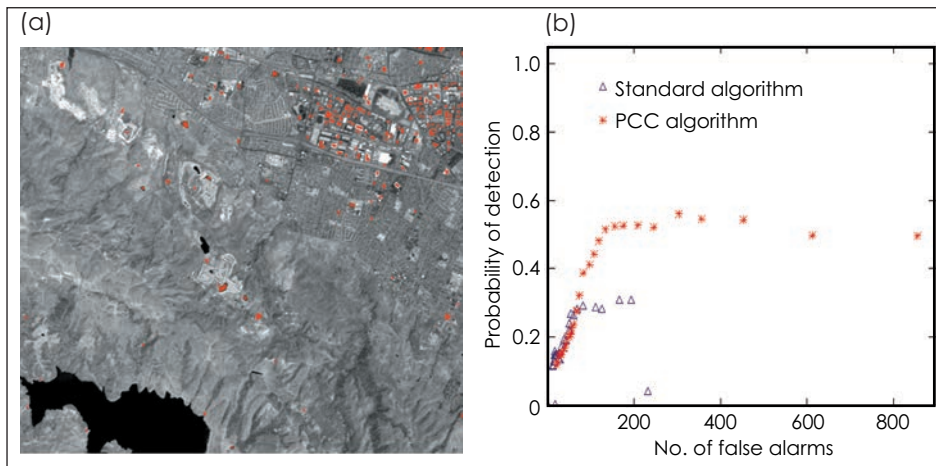 (a)
(b)
1.0
0.8
0.6
0.4
0.2
0
200
400
600
800
Probability of detection
No. of false alarms
Standard algorithm
PCC algorithm